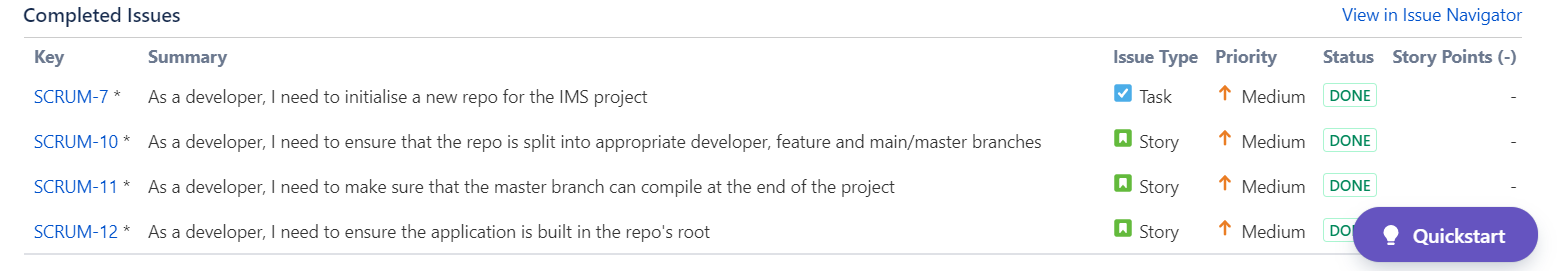 Completed Issues View in Issue Navigator
Key Summary Issue Type Priority Status Story Points (-)
SCRUM-7 * As a developer, I need to initialise a new repo for the IMS project Task Medium DONE -
SCRUM-10 * As a developer, I need to ensure that the repo is split into appropriate developer, feature and main/master branches Story Medium DONE -
SCRUM-11 * As a developer, I need to make sure that the master branch can compile at the end of the project Story Medium DONE -
SCRUM-12 * As a developer, I need to ensure the application is built in the repo's root Story Medium
Quickstart